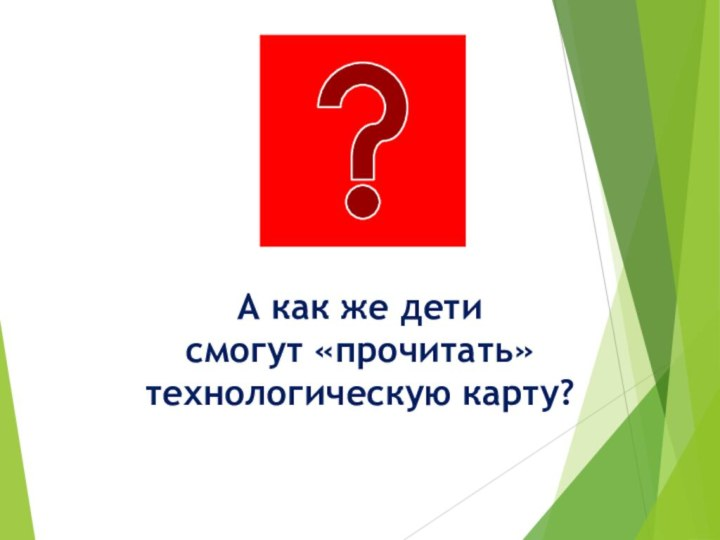 ?
А как же дети
смогут «прочитать»
технологическую карту?